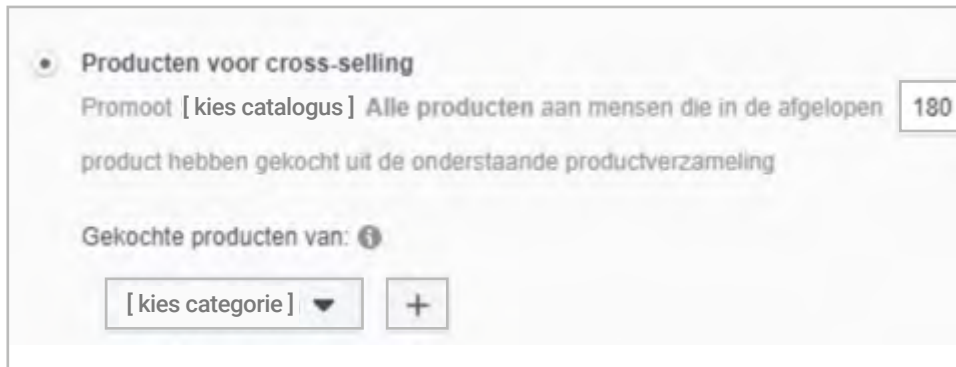 Producten voor cross-selling
Promoot [ kies catalogus ] Alle producten aan mensen die in de afgelopen 180
product hebben gekocht uit de onderstaande productverzameling
Gekochte producten van:
[ kies categorie ]
+